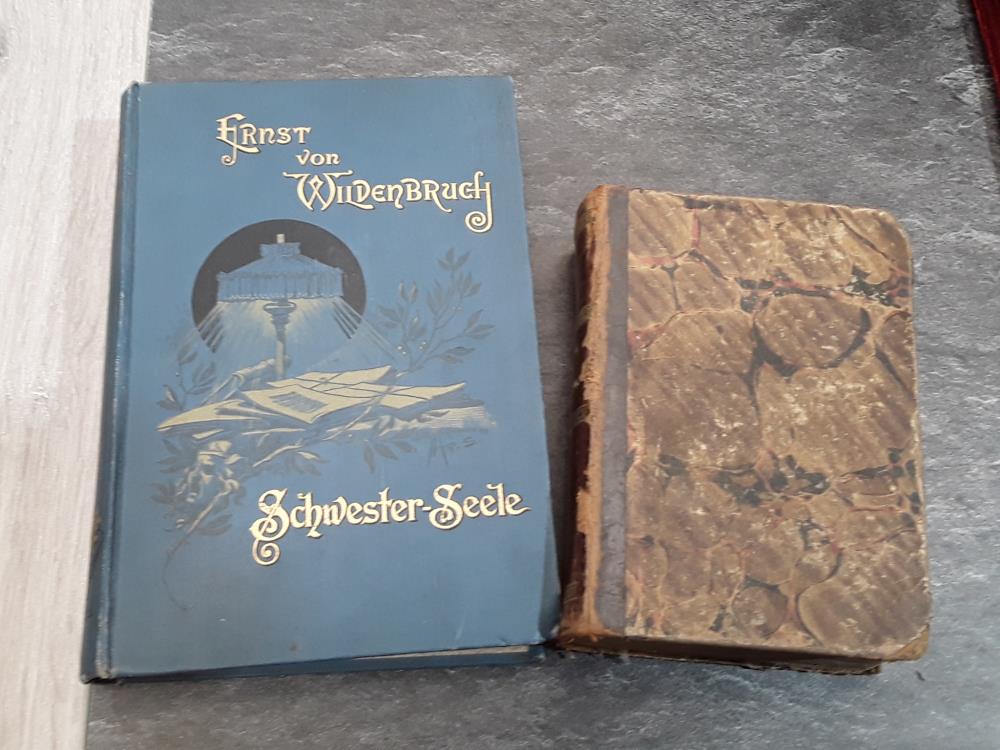 Ernst
von
Wildenbruch
Schwester-Seele